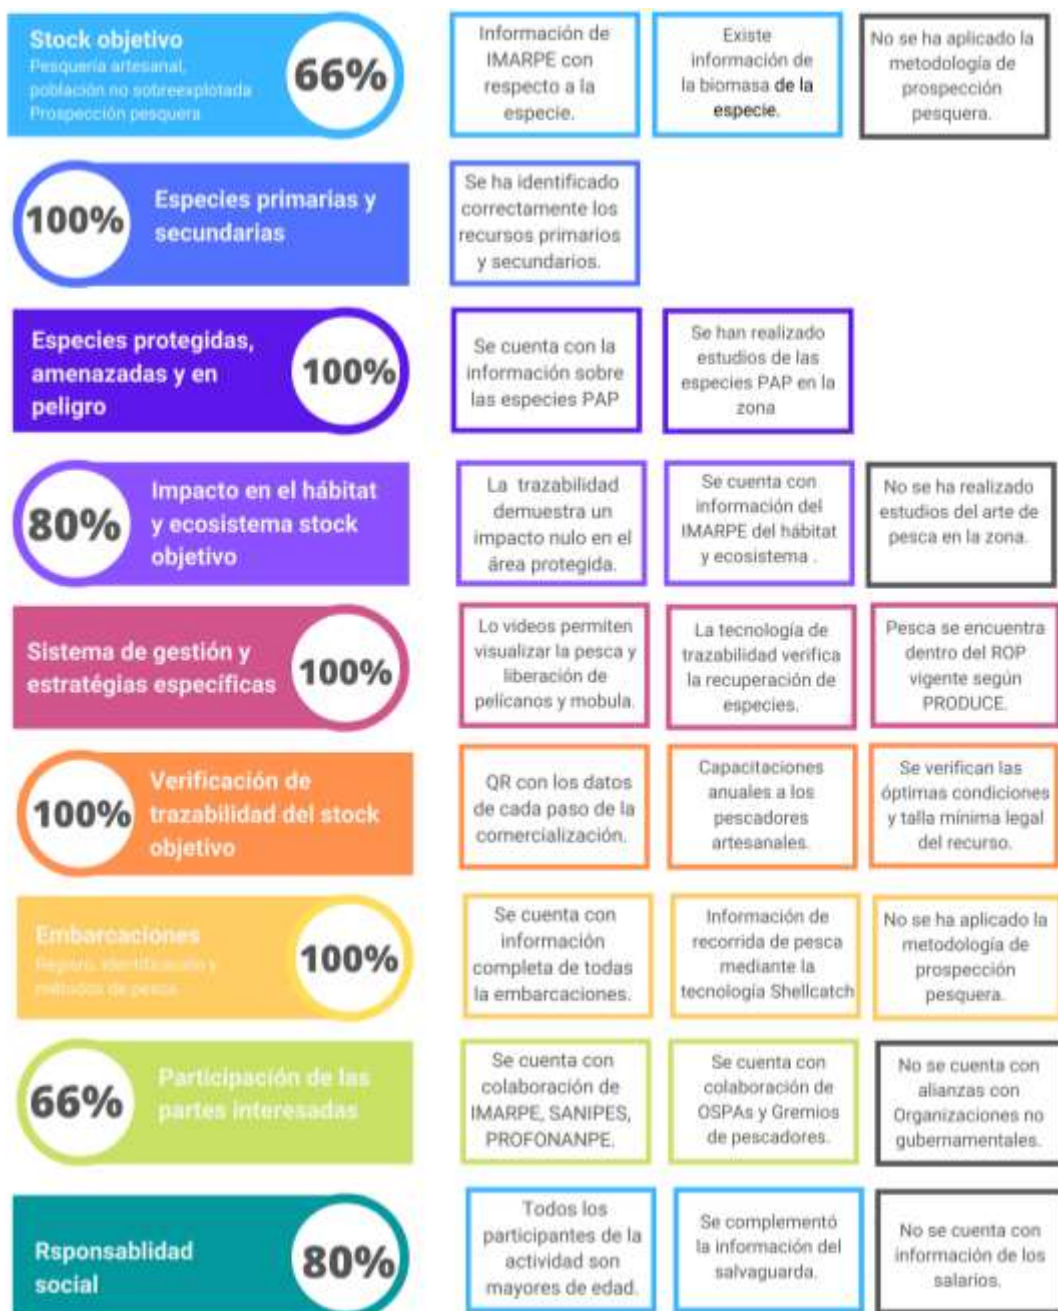 Stock objetivo
Pesquería artesanal,
población no sobreexplotada
Prospección pesquera
66%
Información de
IMARPE con
respecto a la
especie.
Existe
información de
la biomasa de la
especie.
No se ha aplicado la
metodología de
prospección
pesquera.
100%
Especies primarias y
secundarias
Se ha identificado
correctamente los
recursos primarios
y secundarios.
Especies protegidas,
amenazadas y en
peligro
100%
Se cuenta con la
información sobre
las especies PAP
Se han realizado
estudios de las
especies PAP en la
zona
80%
Impacto en el hábitat
y ecosistema stock
objetivo
La trazabilidad
demuestra un
impacto nulo en el
área protegida.
Se cuenta con
información del
IMARPE del hábitat
y ecosistema .
No se ha realizado
estudios del arte de
pesca en la zona.
Sistema de gestión y
estratégias específicas
100%
Lo videos permiten
visualizar la pesca y
liberación de
pelícanos y mobula.
La tecnología de
trazabilidad verifica
la recuperación de
especies.
Pesca se encuentra
dentro del ROP
vigente según
PRODUCE.
100%
Verificación de
trazabilidad del stock
objetivo
QR con los datos
de cada paso de la
comercialización.
Capacitaciones
anuales a los
pescadores
artesanales.
Se verifican las
óptimas condiciones
y talla mínima legal
del recurso.
Embarcaciones
identificación y
métodos de pesca
100%
Se cuenta con
información
completa de todas
la embarcaciones.
Información de
recorrida de pesca
mediante la
tecnología Shellcatch
No se ha aplicado la
metodología de
prospección
pesquera.
66%
Participación de las
partes interesadas
Se cuenta con
colaboración de
IMARPE, SANIPES,
PROFONANPE.
Se cuenta con
colaboración de
OSPAs y Gremios
de pescadores.
No se cuenta con
alianzas con
Organizaciones no
gubernamentales.
Rsponsablidad
social
80%
Todos los
participantes de la
actividad son
mayores de edad.
Se complementó
la información del
salvaguarda.
No se cuenta con
información de los
salarios.